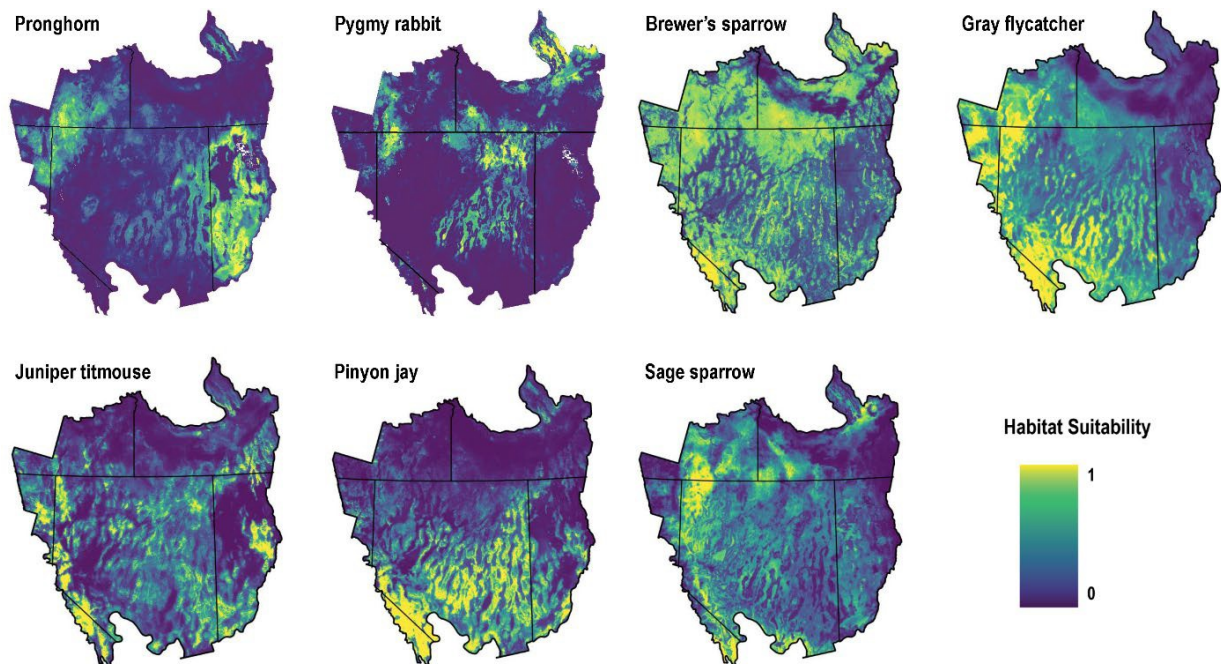 Pronghorn
Pygmy rabbit
Brewer's sparrow
Gray flycatcher
Juniper titmouse
Pinyon jay
Sage sparrow
Habitat Suitability
1
0